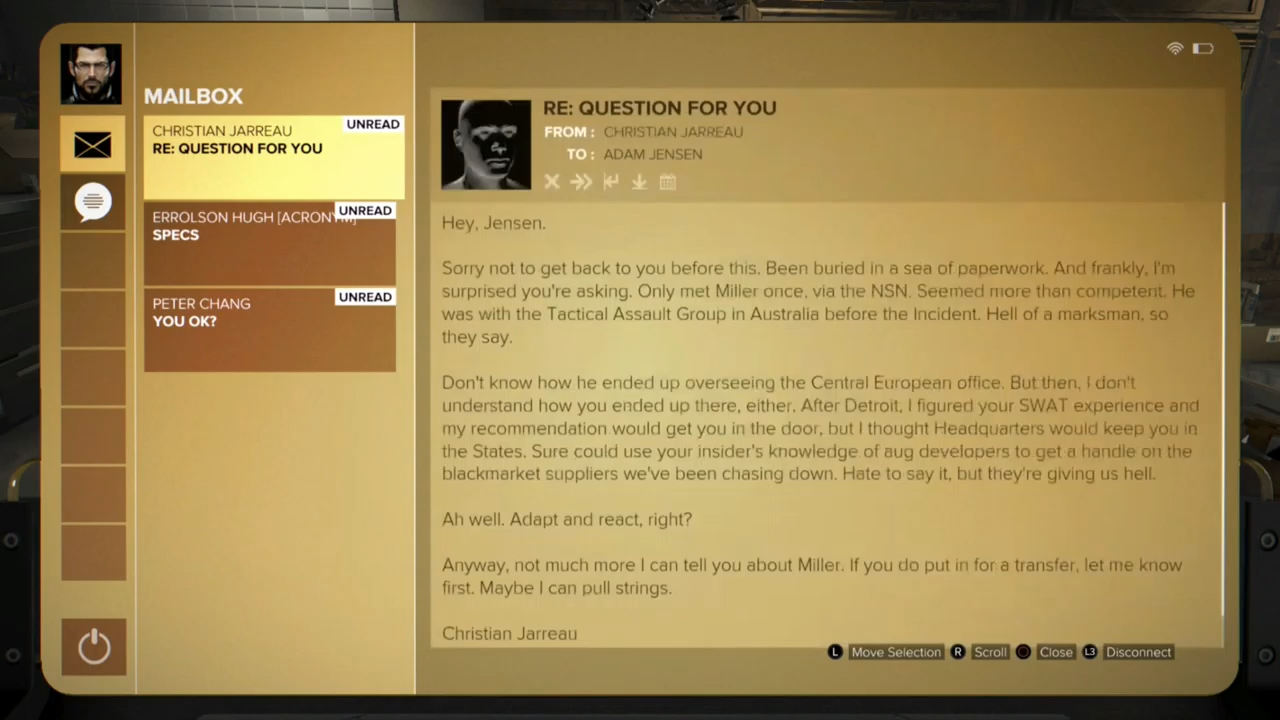 MAILBOX
CHRISTIAN JARREAU
UNREAD
RE: QUESTION FOR YOU
ERROLSON HUGH [ACRONYM]
UNREAD
SPECS
PETER CHANG
UNREAD
YOU OK?
RE: QUESTION FOR YOU
FROM : CHRISTIAN JARREAU
TO : ADAM JENSEN
Hey, Jensen.
Sorry not to get back to you before this. Been buried in a sea of paperwork. And frankly, I'm
surprised you're asking. Only met Miller once, via the NSN. Seemed more than competent. He
was with the Tactical Assault Group in Australia before the Incident. Hell of a marksman, so
they say.
Don't know how he ended up overseeing the Central European office. But then, I don't
understand how you ended up there, either. After Detroit, I figured your SWAT experience and
my recommendation would get you in the door, but I thought Headquarters would keep you in
the States. Sure could use your insider's knowledge of aug developers to get a handle on the
blackmarket suppliers we've been chasing down. Hate to say it, but they're giving us hell.
Ah well. Adapt and react, right?
Anyway, not much more I can tell you about Miller. If you do put in for a transfer, let me know
first. Maybe I can pull strings.
Christian Jarreau
L Move Selection R Scroll Close L3 Disconnect